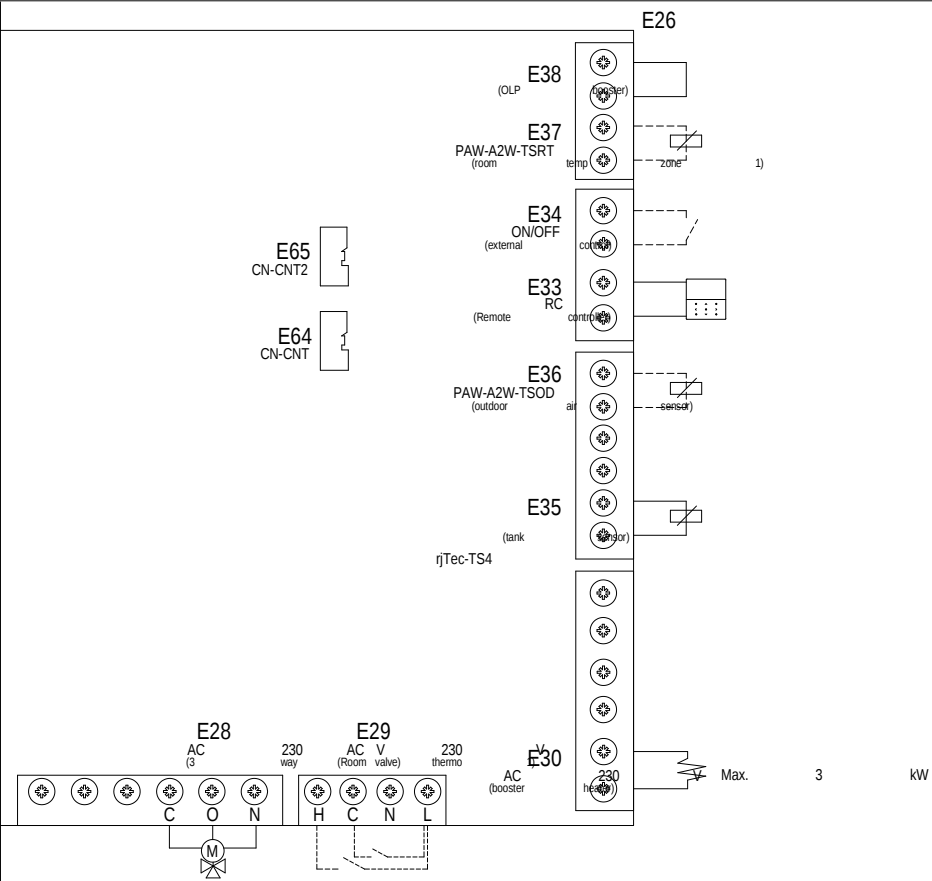 E26
E38
(OLP booster)
E37
PAW-A2W-TSRT
(room temp zone 1)
E34
ON/OFF
(external control)
E65
CN-CNT2
E33
RC
(Remote controller)
E64
CN-CNT
E36
PAW-A2W-TSOD
(outdoor air sensor)
E35
(tank sensor)
rjTec-TS4
E28
AC 230 V
(3 way valve)
E29
AC 230 V
(Room thermo)
E30
AC 230 V Max. 3 kW
(booster heater)
C O N
H C N L
M